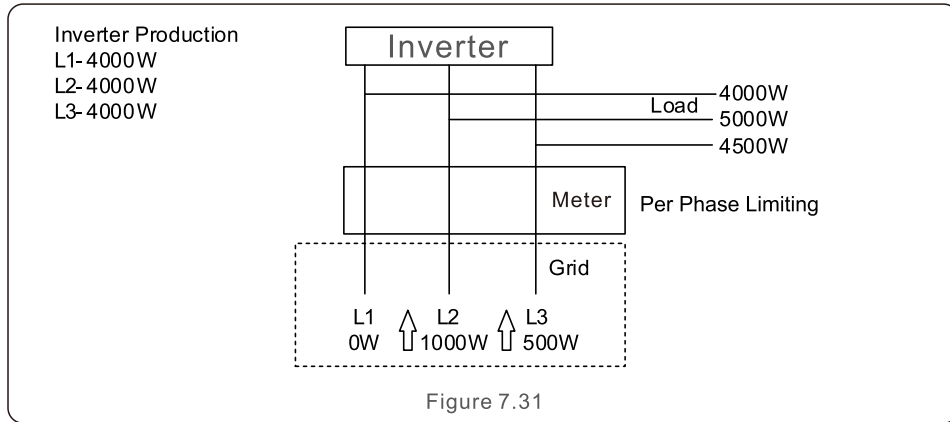 Inverter Production
L1-4000W
L2-4000W
L3-4000W
Inverter
Load
4000W
5000W
4500W
Meter
Per Phase Limiting
Grid
L1 L2 L3
0W 1000W 500W
Figure 7.31